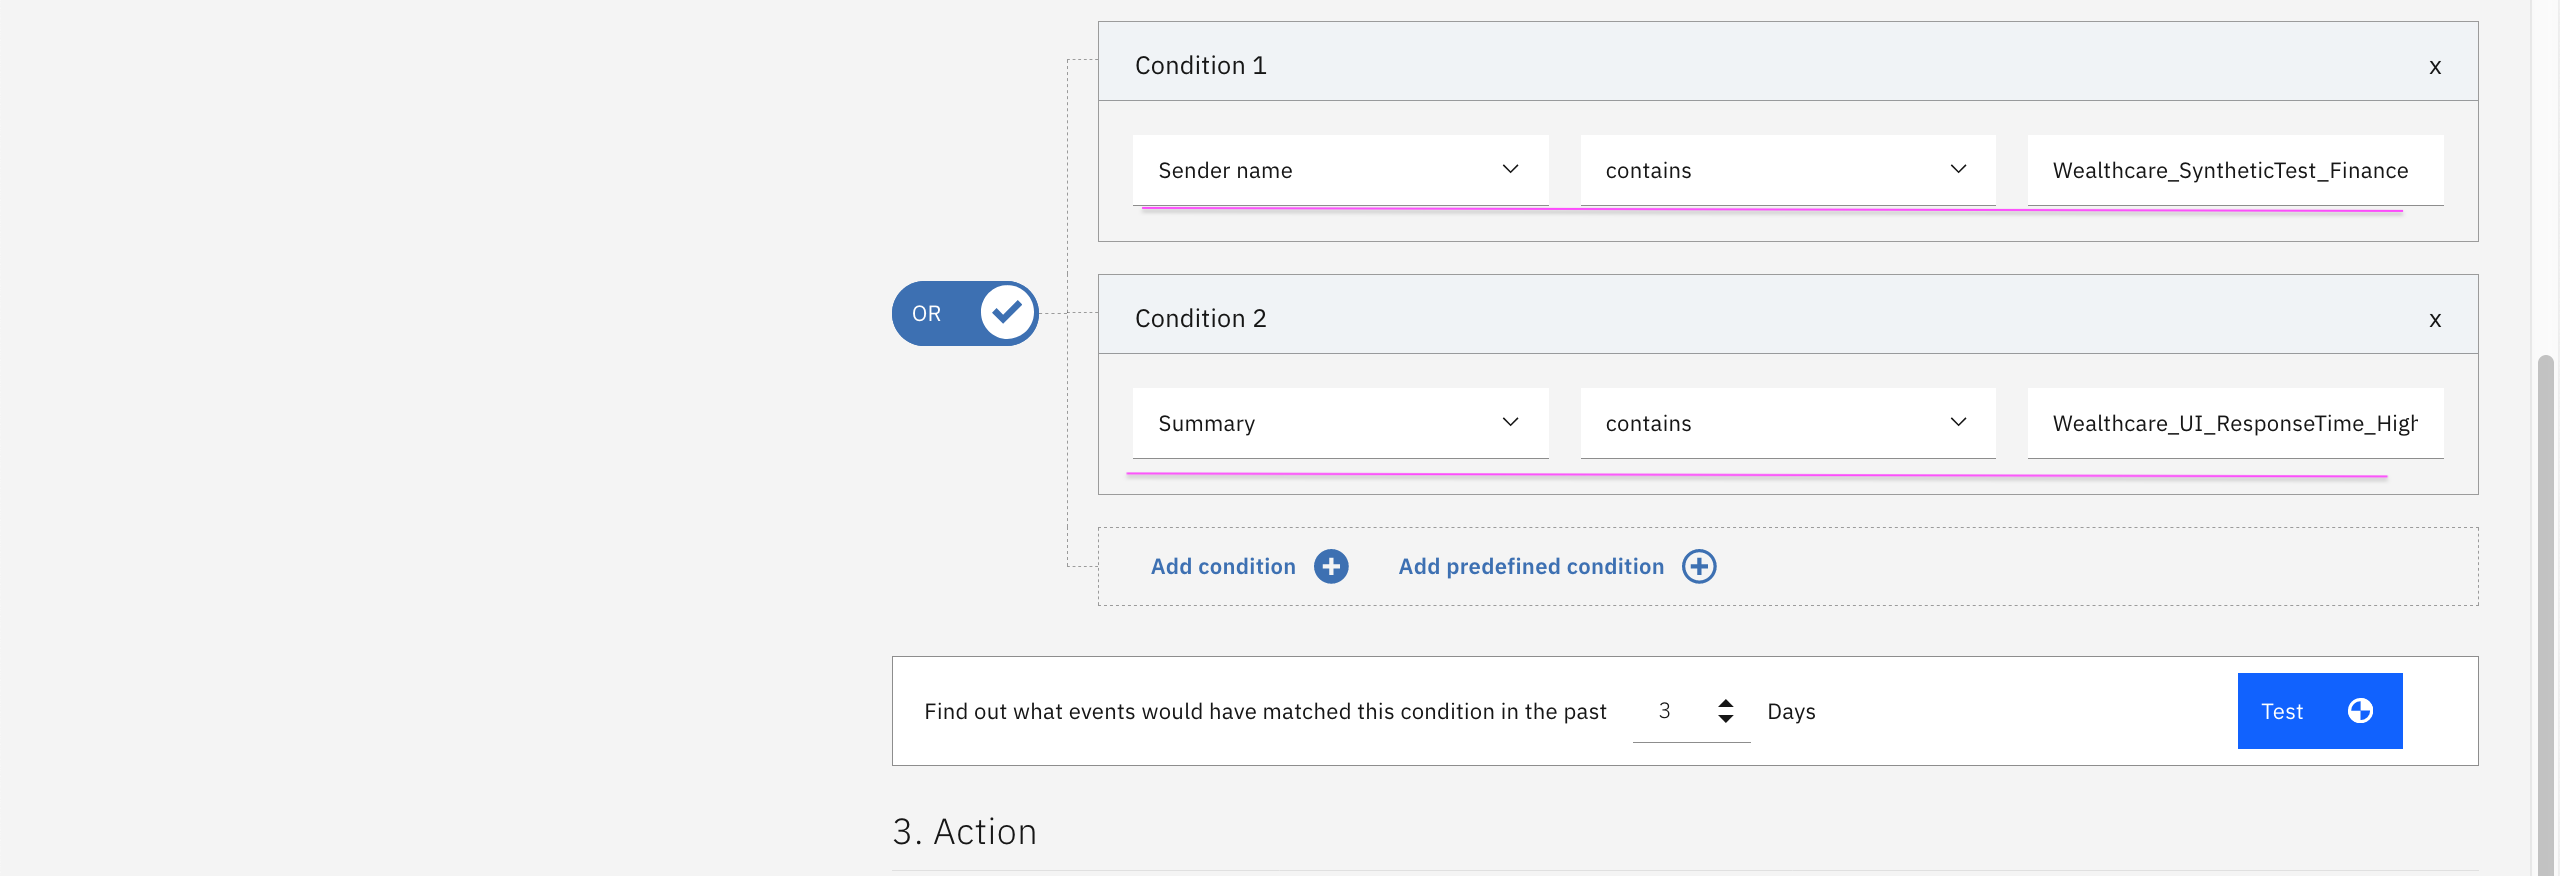 Condition 1
x
Sender name
contains
Wealthcare_SyntheticTest_Finance
OR
Condition 2
x
Summary
contains
Wealthcare_UI_ResponseTime_High
Add condition
Add predefined condition
Find out what events would have matched this condition in the past 3 Days
Test
3. Action